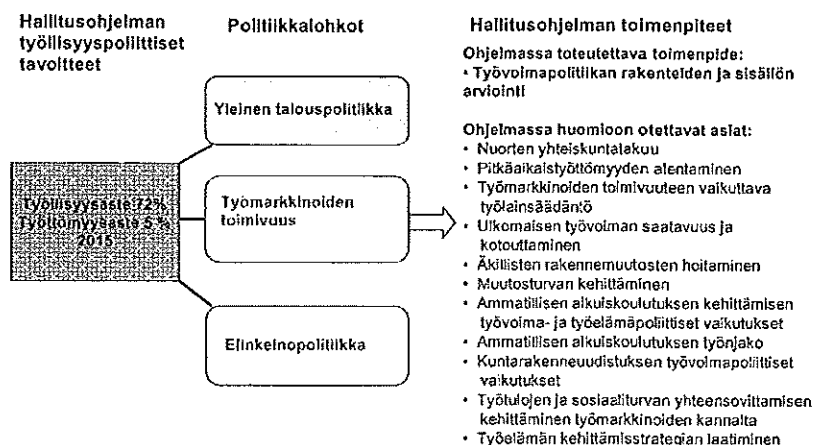 Hallitusohjelman
työllisyyspoliittiset
tavoitteet
Politiikkalohkot
Hallitusohjelman toimenpiteet
Yleinen talouspolitiikka
Työllisyysaste 72%
Työttömyysaste 5 %
2015
Työmarkkinoiden
toimivuus
Elinkeinopolitiikka
Ohjelmassa toteutettava toimenpide:
• Työvoimapolitiikan rakenteiden ja sisällön
arviointi
Ohjelmassa huomioon otettavat asiat:
• Nuorten yhteiskuntatakuu
• Pitkäaikaistyöttömyyden alentaminen
• Työmarkkinoiden toimivuuteen vaikuttava
työlainsäädäntö
• Ulkomaisen työvoiman saatavuus ja
kotouttaminen
• Äkillisten rakennemuutosten hoitaminen
• Muutosturvan kehittäminen
• Ammatillisen aikuiskoulutuksen kehittämisen
työvoima- ja työelämäpoliittiset vaikutukset
• Ammatillisen aikuiskoulutuksen työnjako
• Kuntarakenneuudistuksen työvoimapoliittiset
vaikutukset
• Työtulojen ja sosiaaliturvan yhteensovittamisen
kehittäminen työmarkkinoiden kannalta
• Työelämän kehittämisstrategian laatiminen